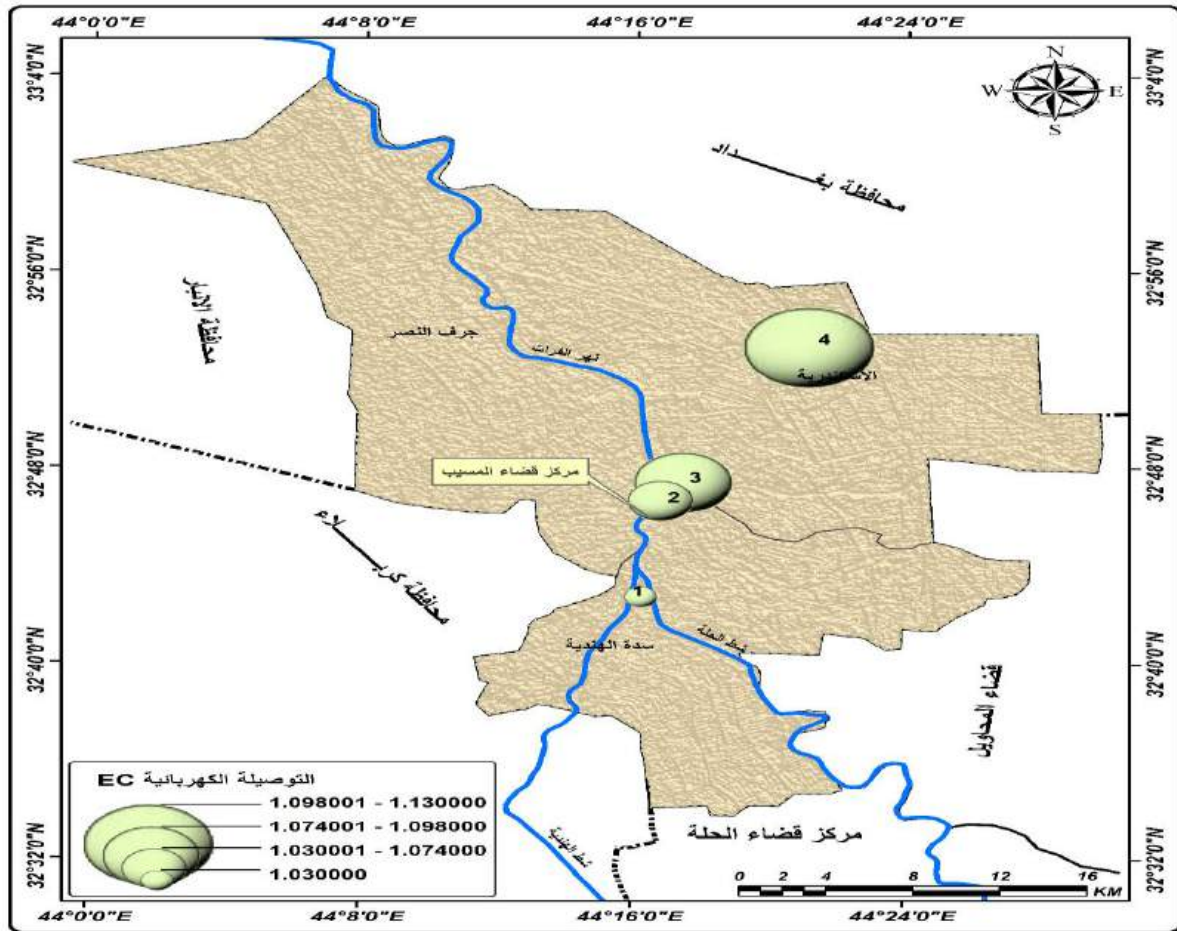 44°0'0"E
44°8'0"E
44°16'0"E
44°24'0"E
33°4'0"N
33°4'0"N
N
W
E
S
محافظة بغـــــداد
32°56'0"N
32°56'0"N
محافظة الانبار
جرف النصر
نهر الفرات
4
الاسكندرية
32°48'0"N
32°48'0"N
مركز قضاء المسيب
3
2
محافظة كربـــــلاء
1
سدة الهندية
شط الحلة
32°40'0"N
32°40'0"N
قضاء المحاويل
التوصيلة الكهربائية EC
1.098001 - 1.130000
1.074001 - 1.098000
1.030001 - 1.074000
1.030000
شط الهندية
مركز قضاء الحلة
32°32'0"N
32°32'0"N
0 2 4 8 12 16
KM
44°0'0"E
44°8'0"E
44°16'0"E
44°24'0"E